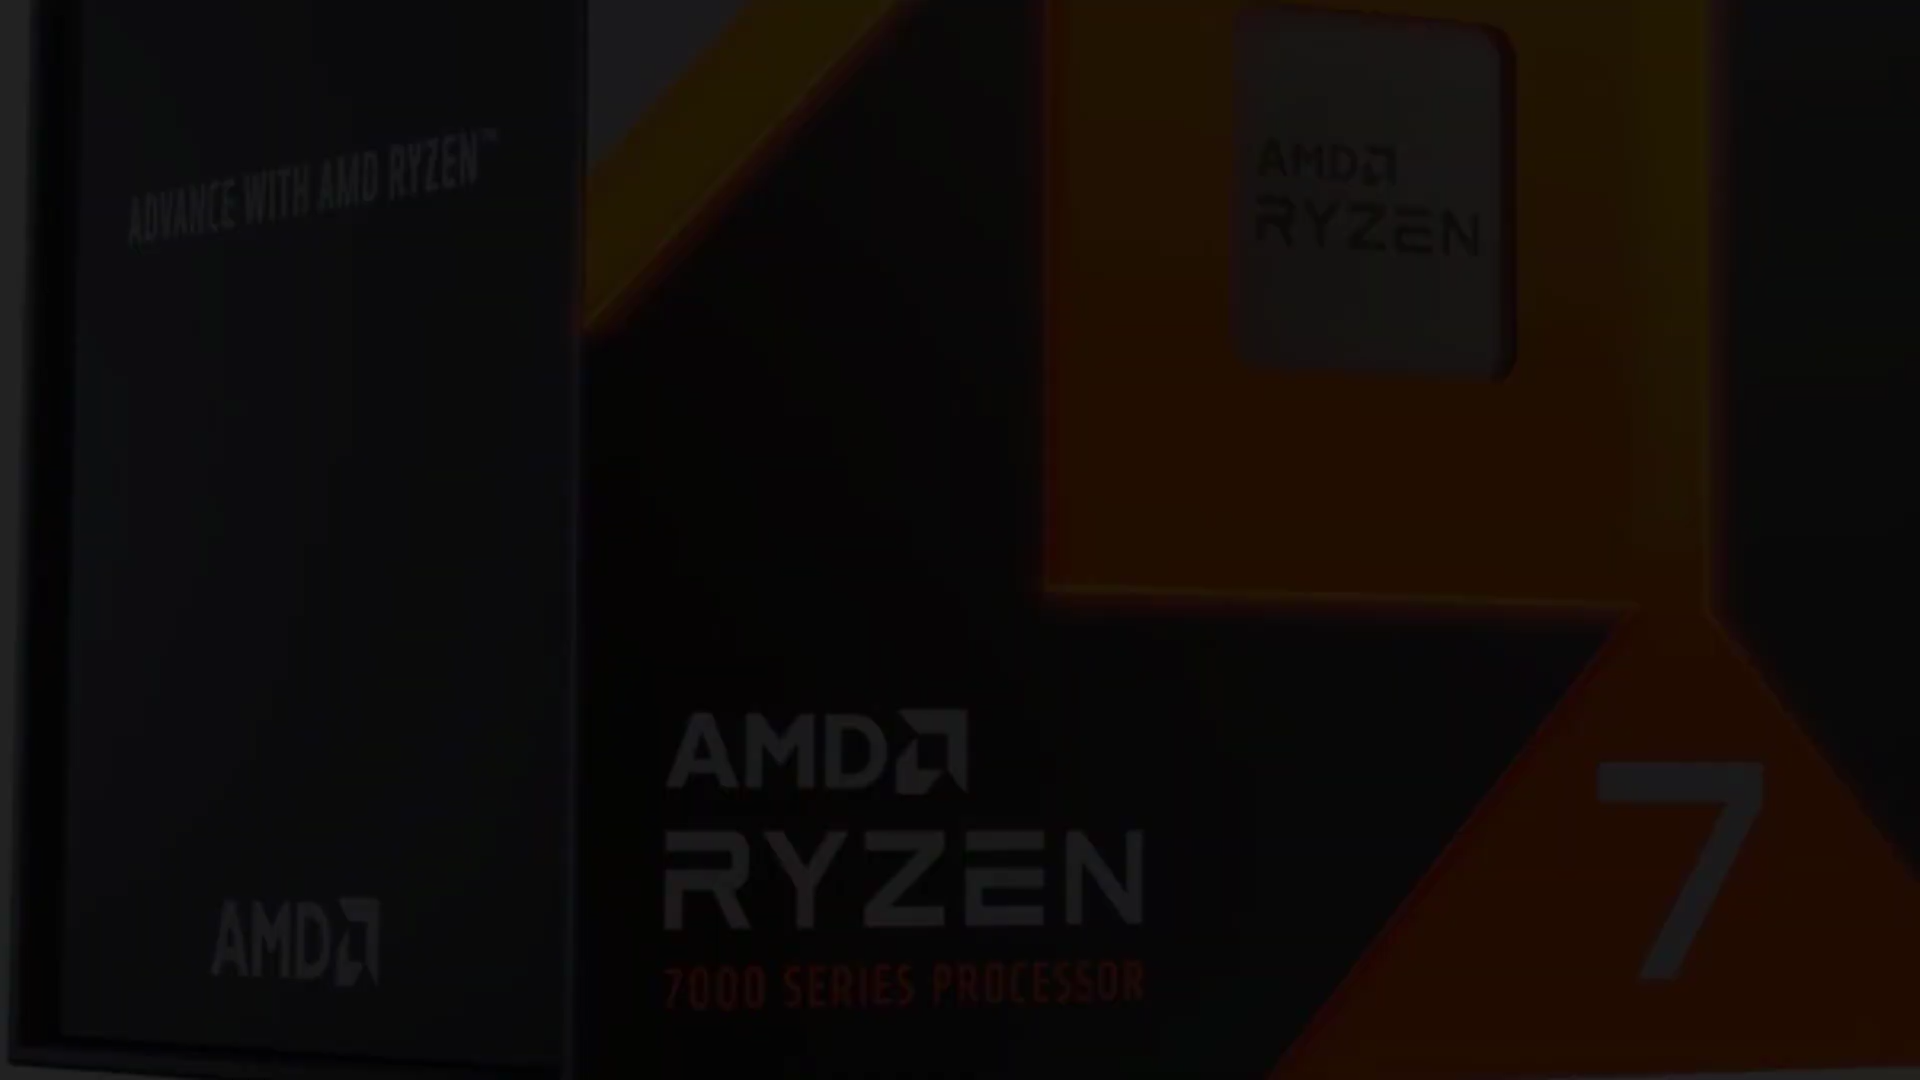 ADVANCE WITH AMD RYZEN™
AMD
AMD
RYZEN
AMD
RYZEN
7000 SERIES PROCESSOR
7